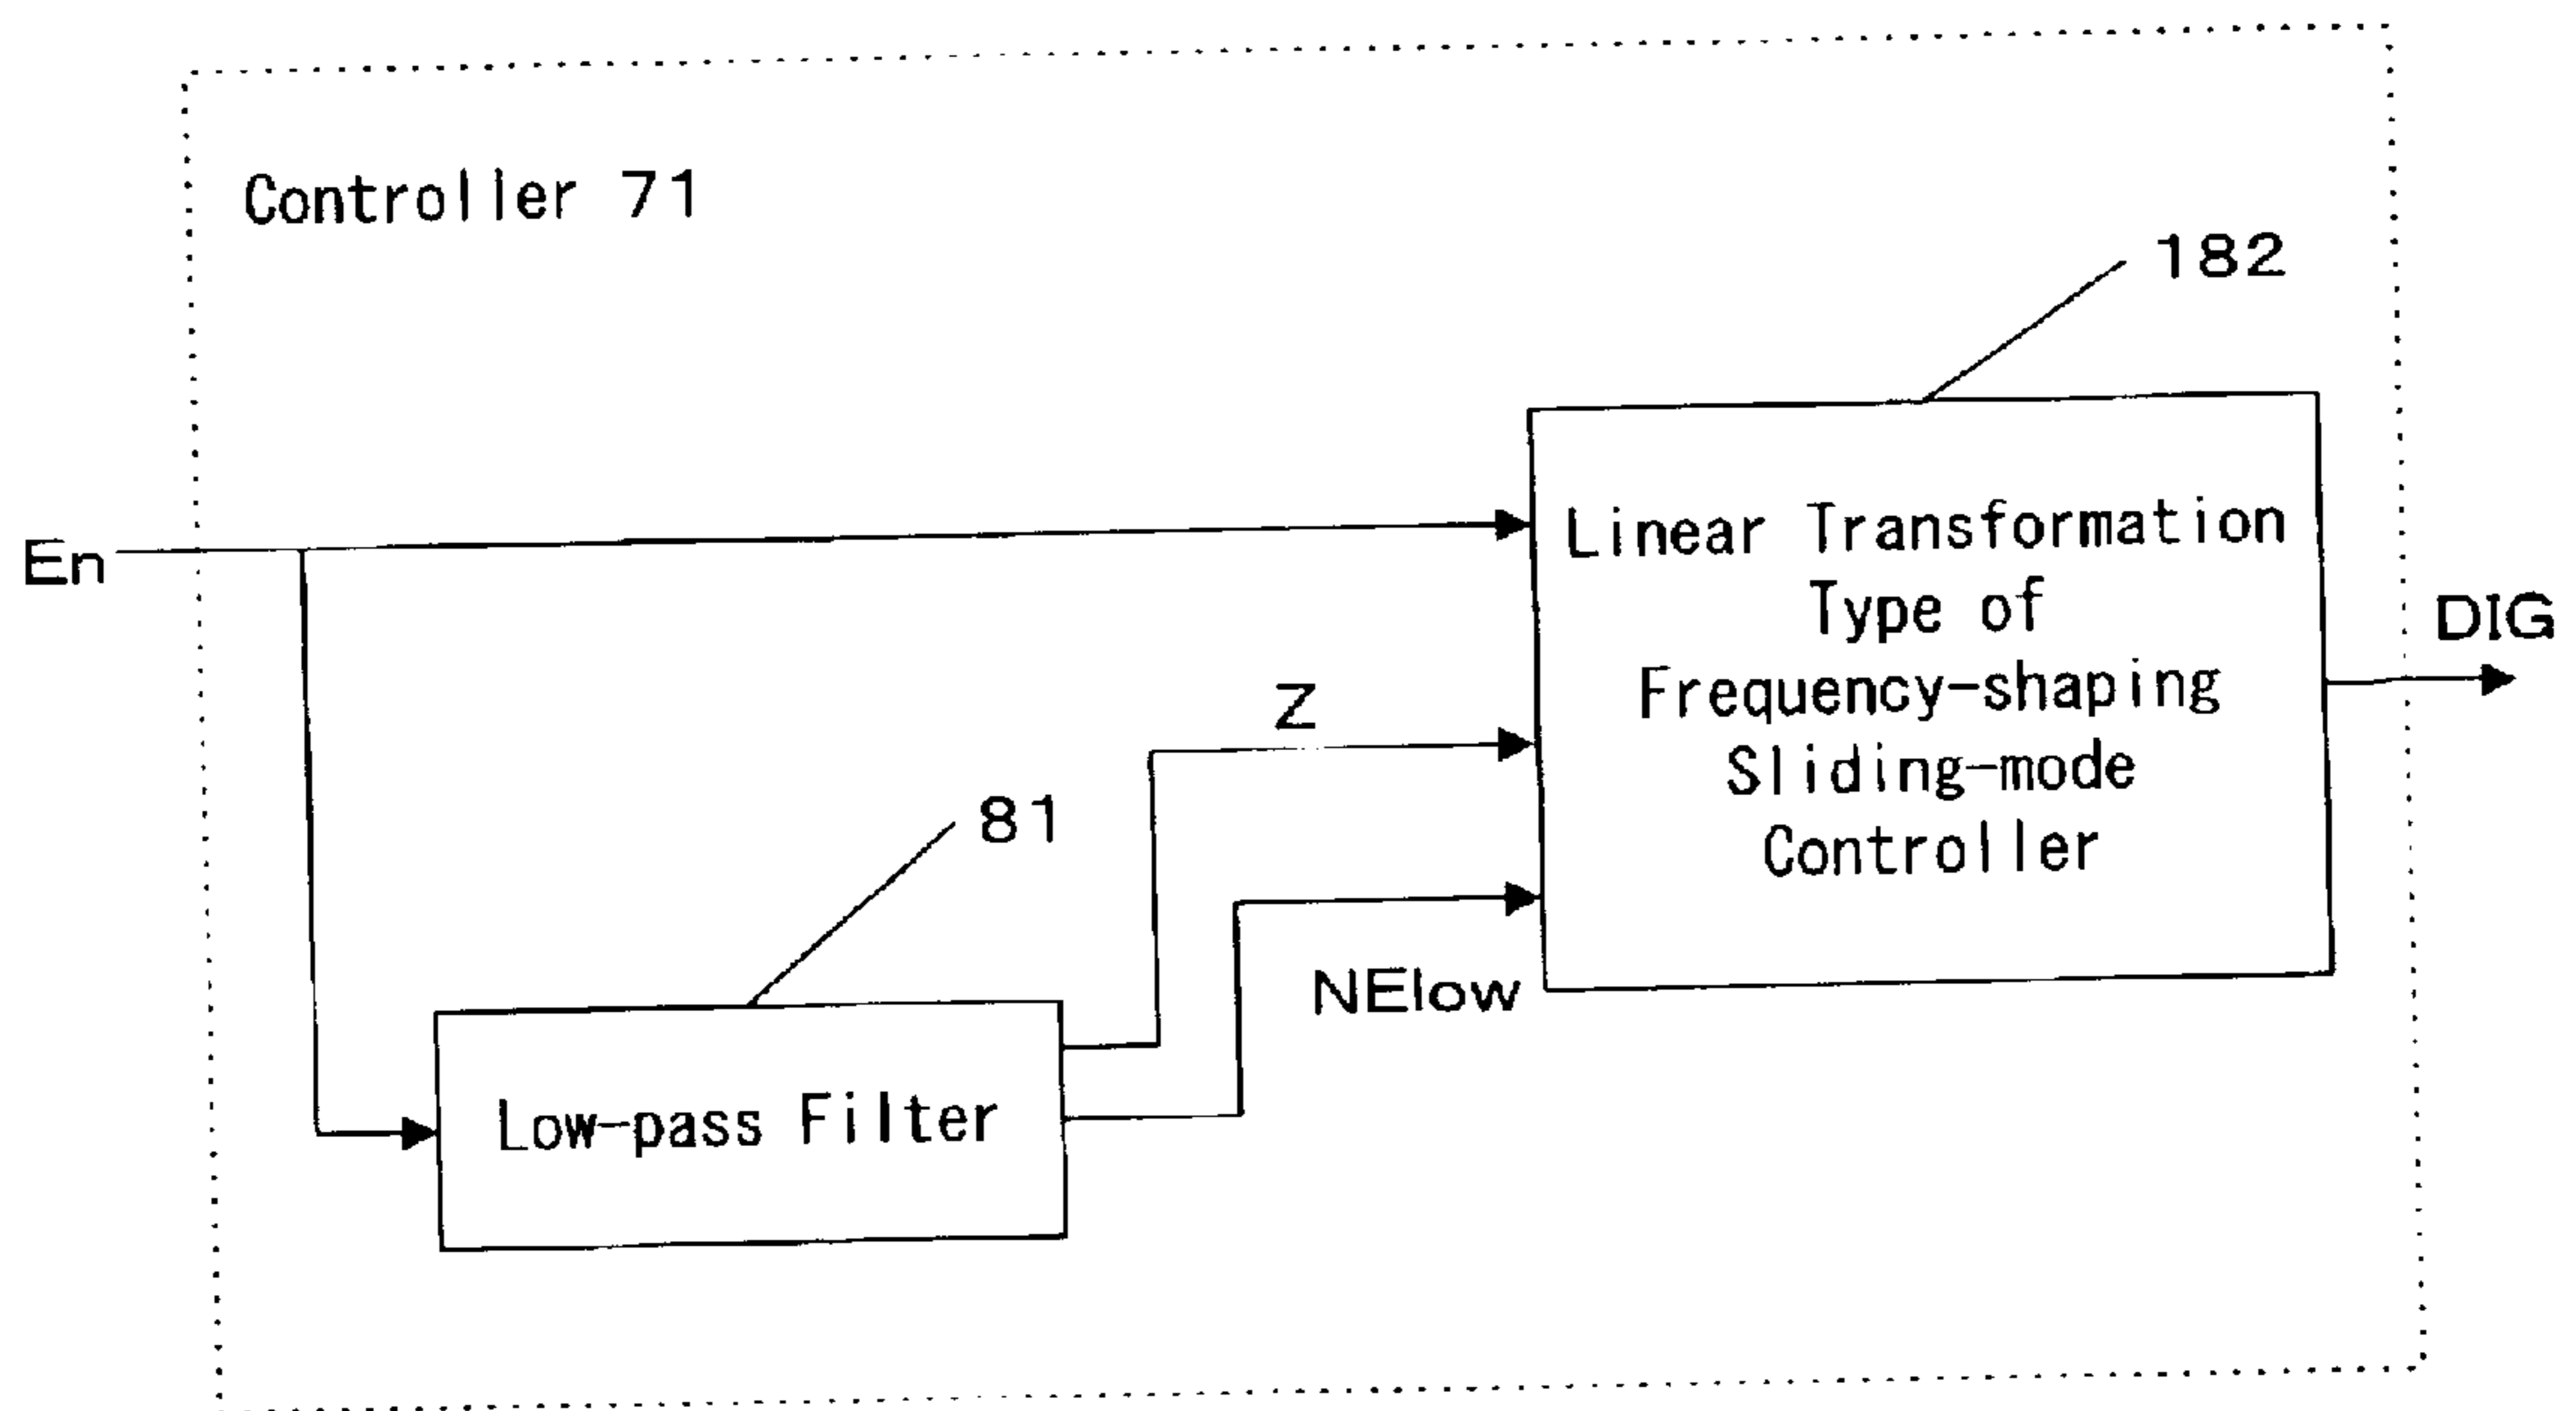 Controller 71
182
En
Linear Transformation
Type of
Frequency-shaping
Sliding-mode
Controller
DIG
Z
81
NElow
Low-pass Filter